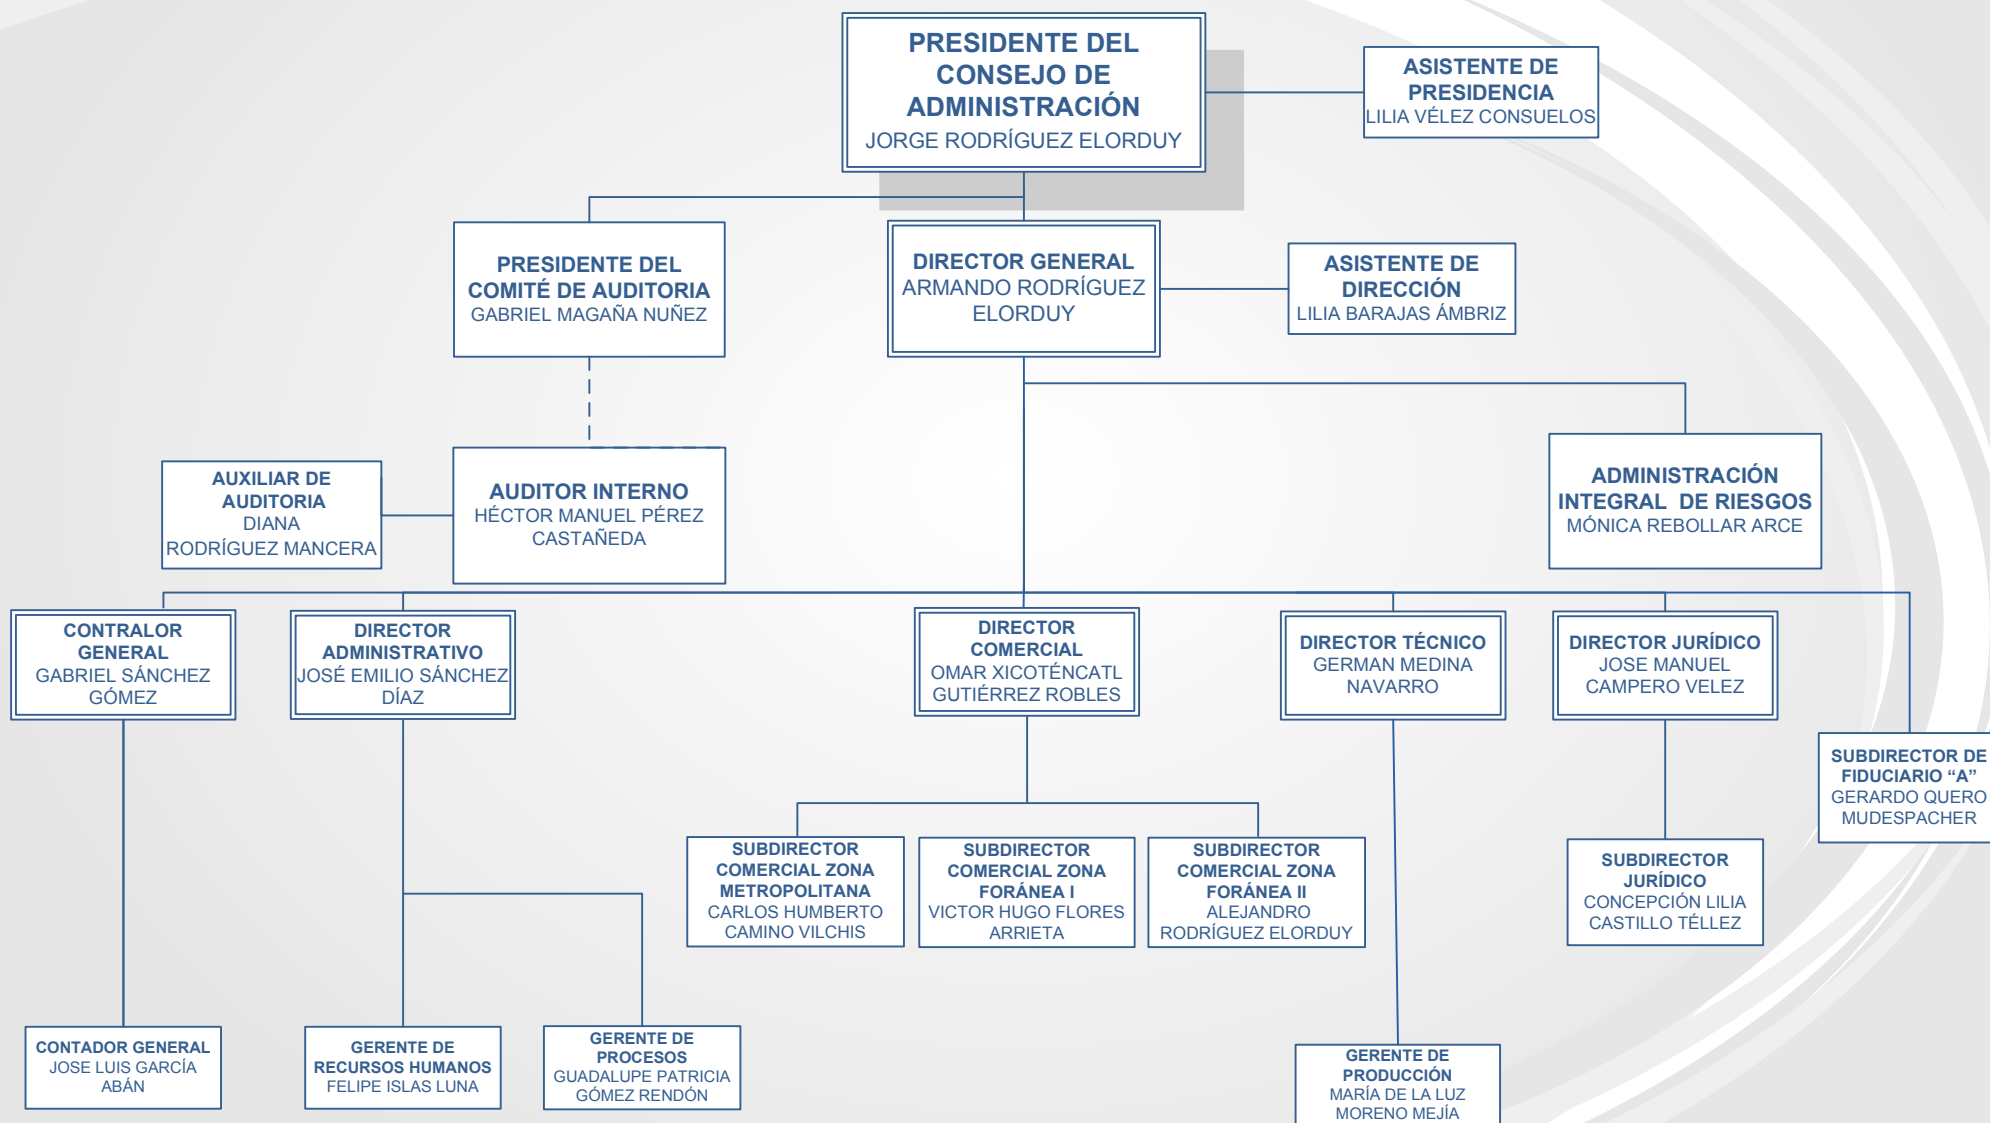 PRESIDENTE DEL
CONSEJO DE
ADMINISTRACIÓN
JORGE RODRÍGUEZ ELORDUY
ASISTENTE DE
PRESIDENCIA
LILIA VÉLEZ CONSUELOS
PRESIDENTE DEL
COMITÉ DE AUDITORIA
GABRIEL MAGAÑA NUÑEZ
DIRECTOR GENERAL
ARMANDO RODRÍGUEZ
ELORDUY
ASISTENTE DE
DIRECCIÓN
LILIA BARAJAS ÁMBRIZ
AUXILIAR DE
AUDITORIA
DIANA
RODRÍGUEZ MANCERA
AUDITOR INTERNO
HÉCTOR MANUEL PÉREZ
CASTAÑEDA
ADMINISTRACIÓN
INTEGRAL DE RIESGOS
MÓNICA REBOLLAR ARCE
CONTRALOR
GENERAL
GABRIEL SÁNCHEZ
GÓMEZ
DIRECTOR
ADMINISTRATIVO
JOSÉ EMILIO SÁNCHEZ
DÍAZ
DIRECTOR
COMERCIAL
OMAR XICOTÉNCATL
GUTIÉRREZ ROBLES
DIRECTOR TÉCNICO
GERMAN MEDINA
NAVARRO
DIRECTOR JURÍDICO
JOSE MANUEL
CAMPERO VELEZ
SUBDIRECTOR DE
FIDUCIARIO “A”
GERARDO QUERO
MUDESPACHER
SUBDIRECTOR
COMERCIAL ZONA
METROPOLITANA
CARLOS HUMBERTO
CAMINO VILCHIS
SUBDIRECTOR
COMERCIAL ZONA
FORÁNEA I
VICTOR HUGO FLORES
ARRIETA
SUBDIRECTOR
COMERCIAL ZONA
FORÁNEA II
ALEJANDRO
RODRÍGUEZ ELORDUY
SUBDIRECTOR
JURÍDICO
CONCEPCIÓN LILIA
CASTILLO TÉLLEZ
CONTADOR GENERAL
JOSE LUIS GARCÍA
ABÁN
GERENTE DE
RECURSOS HUMANOS
FELIPE ISLAS LUNA
GERENTE DE
PROCESOS
GUADALUPE PATRICIA
GÓMEZ RENDÓN
GERENTE DE
PRODUCCIÓN
MARÍA DE LA LUZ
MORENO MEJÍA